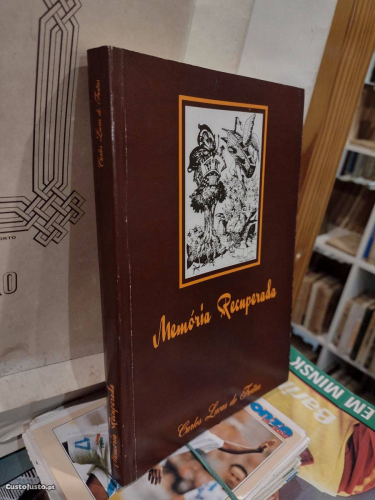 Memória Recuperada
Carlos Lucas de Freitas
Carlos Lucas de Freitas
Memória Recuperada
EM MINSK
CustoJusto.pt